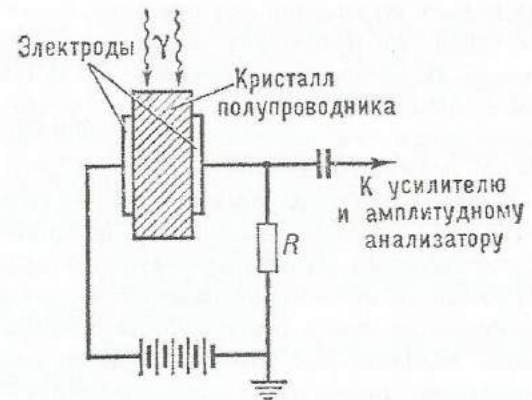 γ
Электроды
Кристалл
полупроводника
К усилителю
и амплитудному
анализатору
R